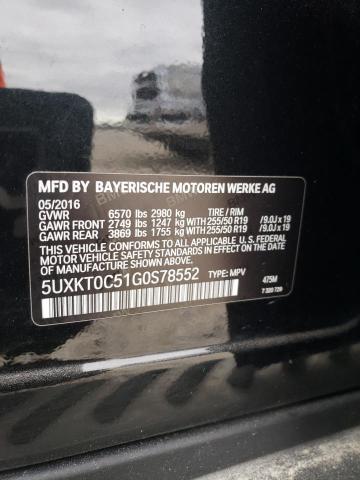 MFD BY BAYERISCHE MOTOREN WERKE AG
05/2016
GVWR 6570 lbs 2980 kg TIRE / RIM
GAWR FRONT 2749 lbs 1247 kg WITH 255/50 R19 /9.0J x 19
GAWR REAR 3869 lbs 1755 kg WITH 255/50 R19 /9.0J x 19
THIS VEHICLE CONFORMS TO ALL APPLICABLE U.S. FEDERAL
MOTOR VEHICLE SAFETY STANDARDS IN EFFECT ON THE
DATE OF MANUFACTURE SHOWN ABOVE.
5UXKT0C51G0S78552 TYPE: MPV 475M
7 320 726